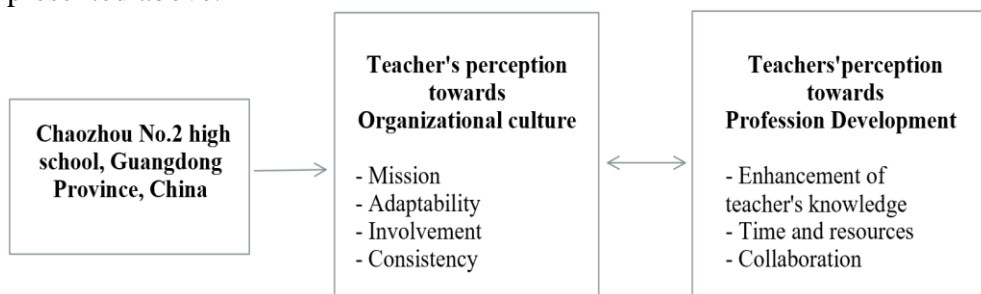 presented above.
Chaozhou No.2 high
school, Guangdong
Province, China
Teacher's perception
towards
Organizational culture
- Mission
- Adaptability
- Involvement
- Consistency
Teachers'perception
towards
Profession Development
- Enhancement of
teacher's knowledge
- Time and resources
- Collaboration